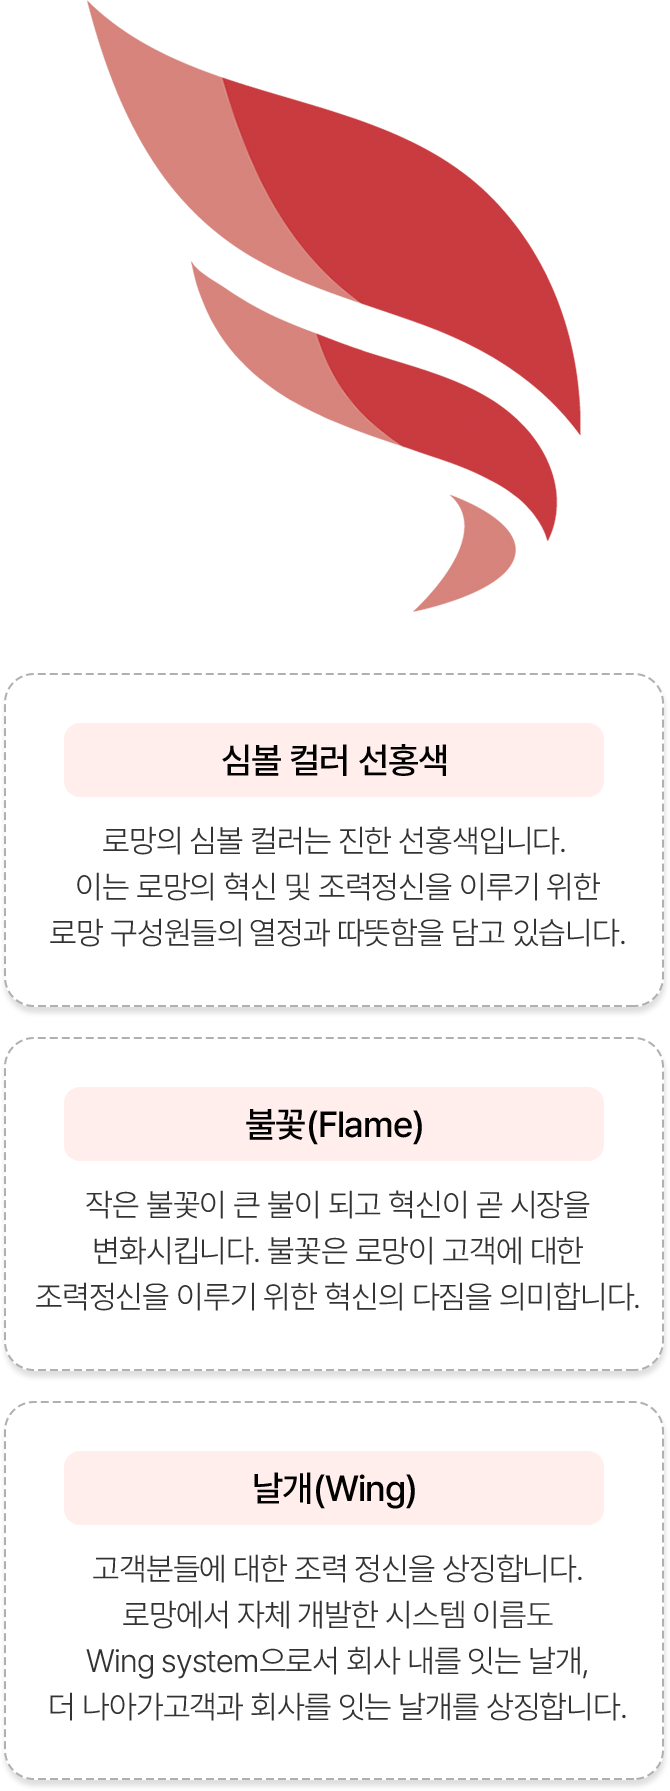 심볼 컬러 선홍색
로망의 심볼 컬러는 진한 선홍색입니다.
이는 로망의 혁신 및 조력정신을 이루기 위한
로망 구성원들의 열정과 따뜻함을 담고 있습니다.
불꽃(Flame)
작은 불꽃이 큰 불이 되고 혁신이 곧 시장을
변화시킵니다. 불꽃은 로망이 고객에 대한
조력정신을 이루기 위한 혁신의 다짐을 의미합니다.
날개(Wing)
고객분들에 대한 조력 정신을 상징합니다.
로망에서 자체 개발한 시스템 이름도
Wing system으로서 회사 내를 잇는 날개,
더 나아가고객과 회사를 잇는 날개를 상징합니다.